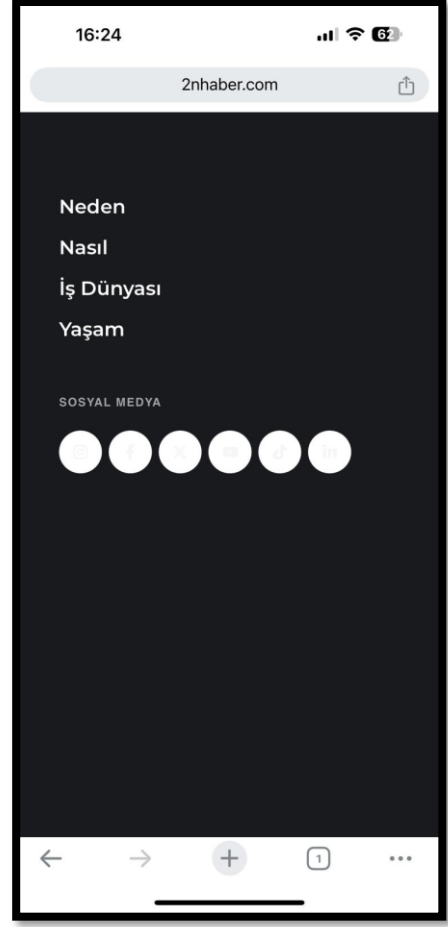 16:24
62
2nhaber.com
Neden
Nasıl
İş Dünyası
Yaşam
SOSYAL MEDYA
1